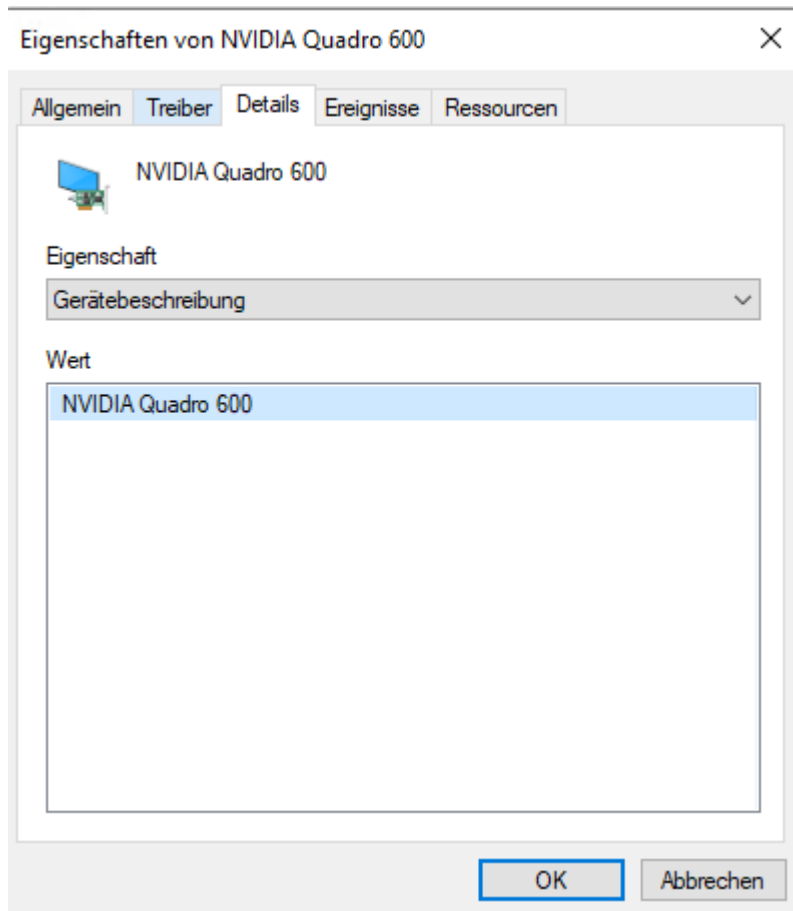 Eigenschaften von NVIDIA Quadro 600
Allgemein Treiber Details Ereignisse Ressourcen
NVIDIA Quadro 600
Eigenschaft
Gerätebeschreibung
Wert
NVIDIA Quadro 600
OK Abbrechen